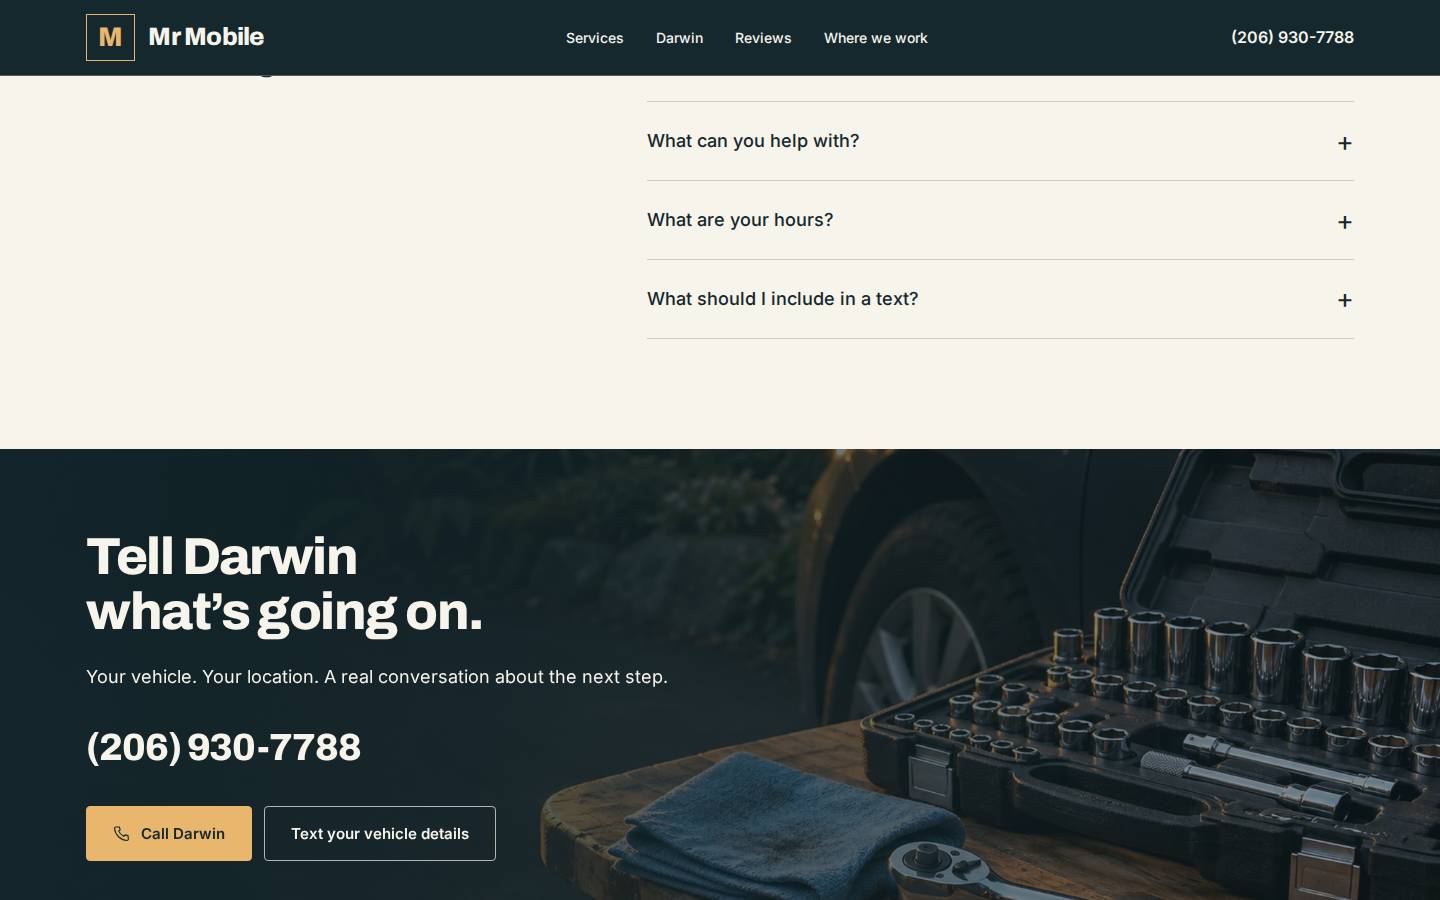 M
Mr Mobile
Services
Darwin
Reviews
Where we work
(206) 930-7788
What can you help with?
+
What are your hours?
+
What should I include in a text?
+
Tell Darwin
what’s going on.
Your vehicle. Your location. A real conversation about the next step.
(206) 930-7788
Call Darwin
Text your vehicle details